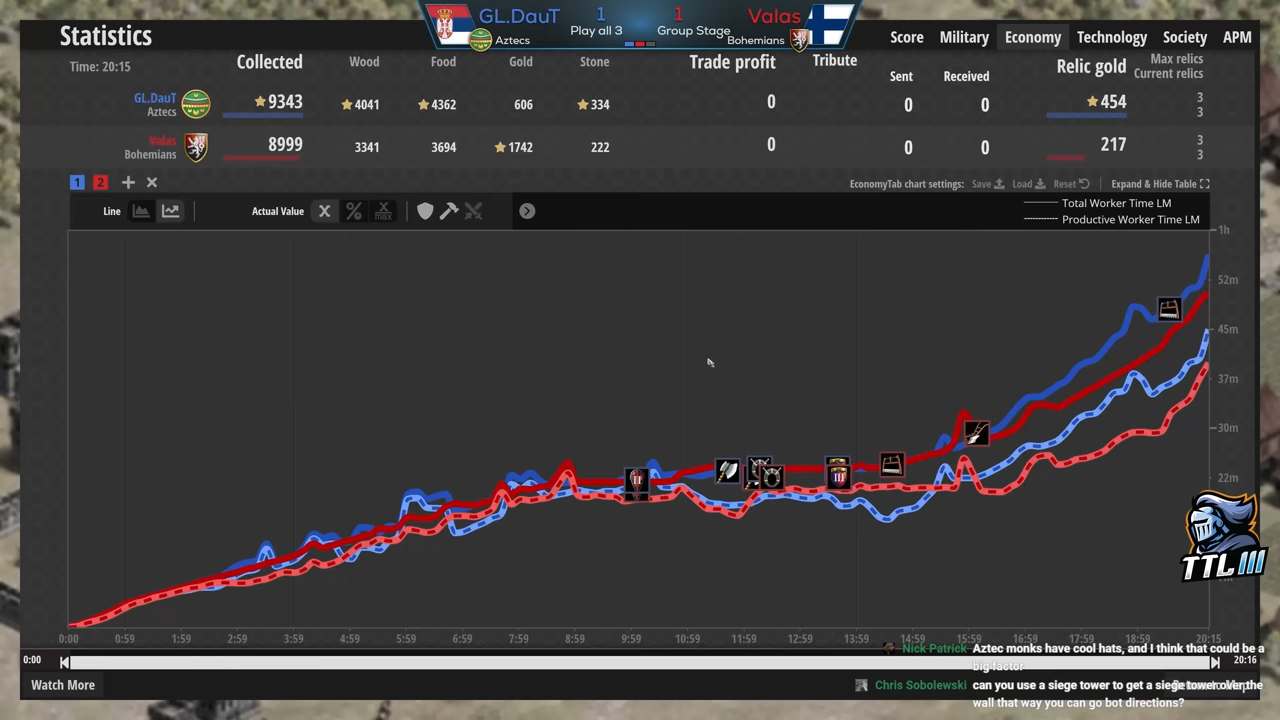 Statistics
GL.DauT 1 1 Valas
Aztecs Play all 3 Group Stage Bohemians
Score Military Economy Technology Society APM
Time: 20:15
Collected Wood Food Gold Stone Trade profit Tribute Sent Received Relic gold Max relics
Current relics
GL.DauT
Aztecs
9343 4041 4362 606 334 0 0 0 454 3
3
Valas
Bohemians
8999 3341 3694 1742 222 0 0 0 217 3
3
1 2
EconomyTab chart settings: Save Load Reset Expand & Hide Table
Line Actual Value X % X
max
Total Worker Time LM
Productive Worker Time LM
1h
52m
45m
37m
30m
22m
II
III
TTL III
0:00 0:59 1:59 2:59 3:59 4:59 5:59 6:59 7:59 8:59 9:59 10:59 11:59 12:59 13:59 14:59 15:59 16:59 17:59 18:59 20:15
0:00 20:16
Nick Patrick Aztec monks have cool hats, and I think that could be a
big factor
Watch More
Chris Sobolewski can you use a siege tower to get a siege tower over the
wall that way you can go bot directions?